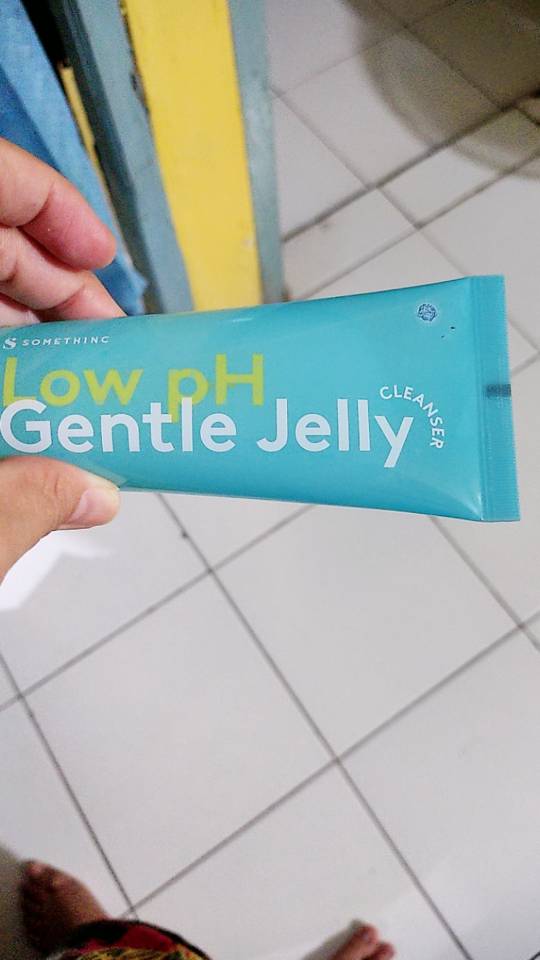 S SOMETHINC
Low pH
Gentle Jelly
CLEANSER